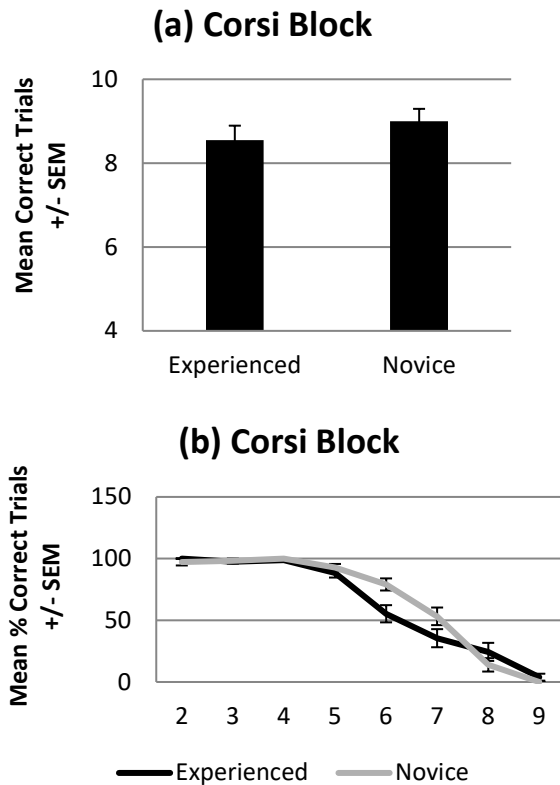 (a) Corsi Block
Mean Correct Trials
+/- SEM
10
8
6
4
Experienced
Novice
(b) Corsi Block
Mean % Correct Trials
+/- SEM
150
100
50
0
2 3 4 5 6 7 8 9
Experienced Novice